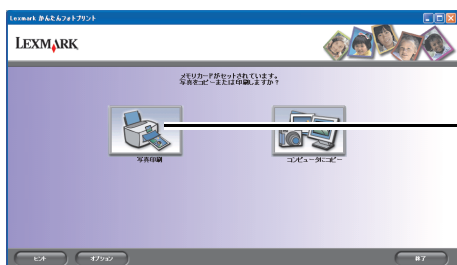 Lexmark かんたんフォトプリント
LEXMARK
メモリカードがセットされています。
写真をコピーまたは印刷しますか？
写真印刷
コンピュータにコピー
ヒント
オプション
終了